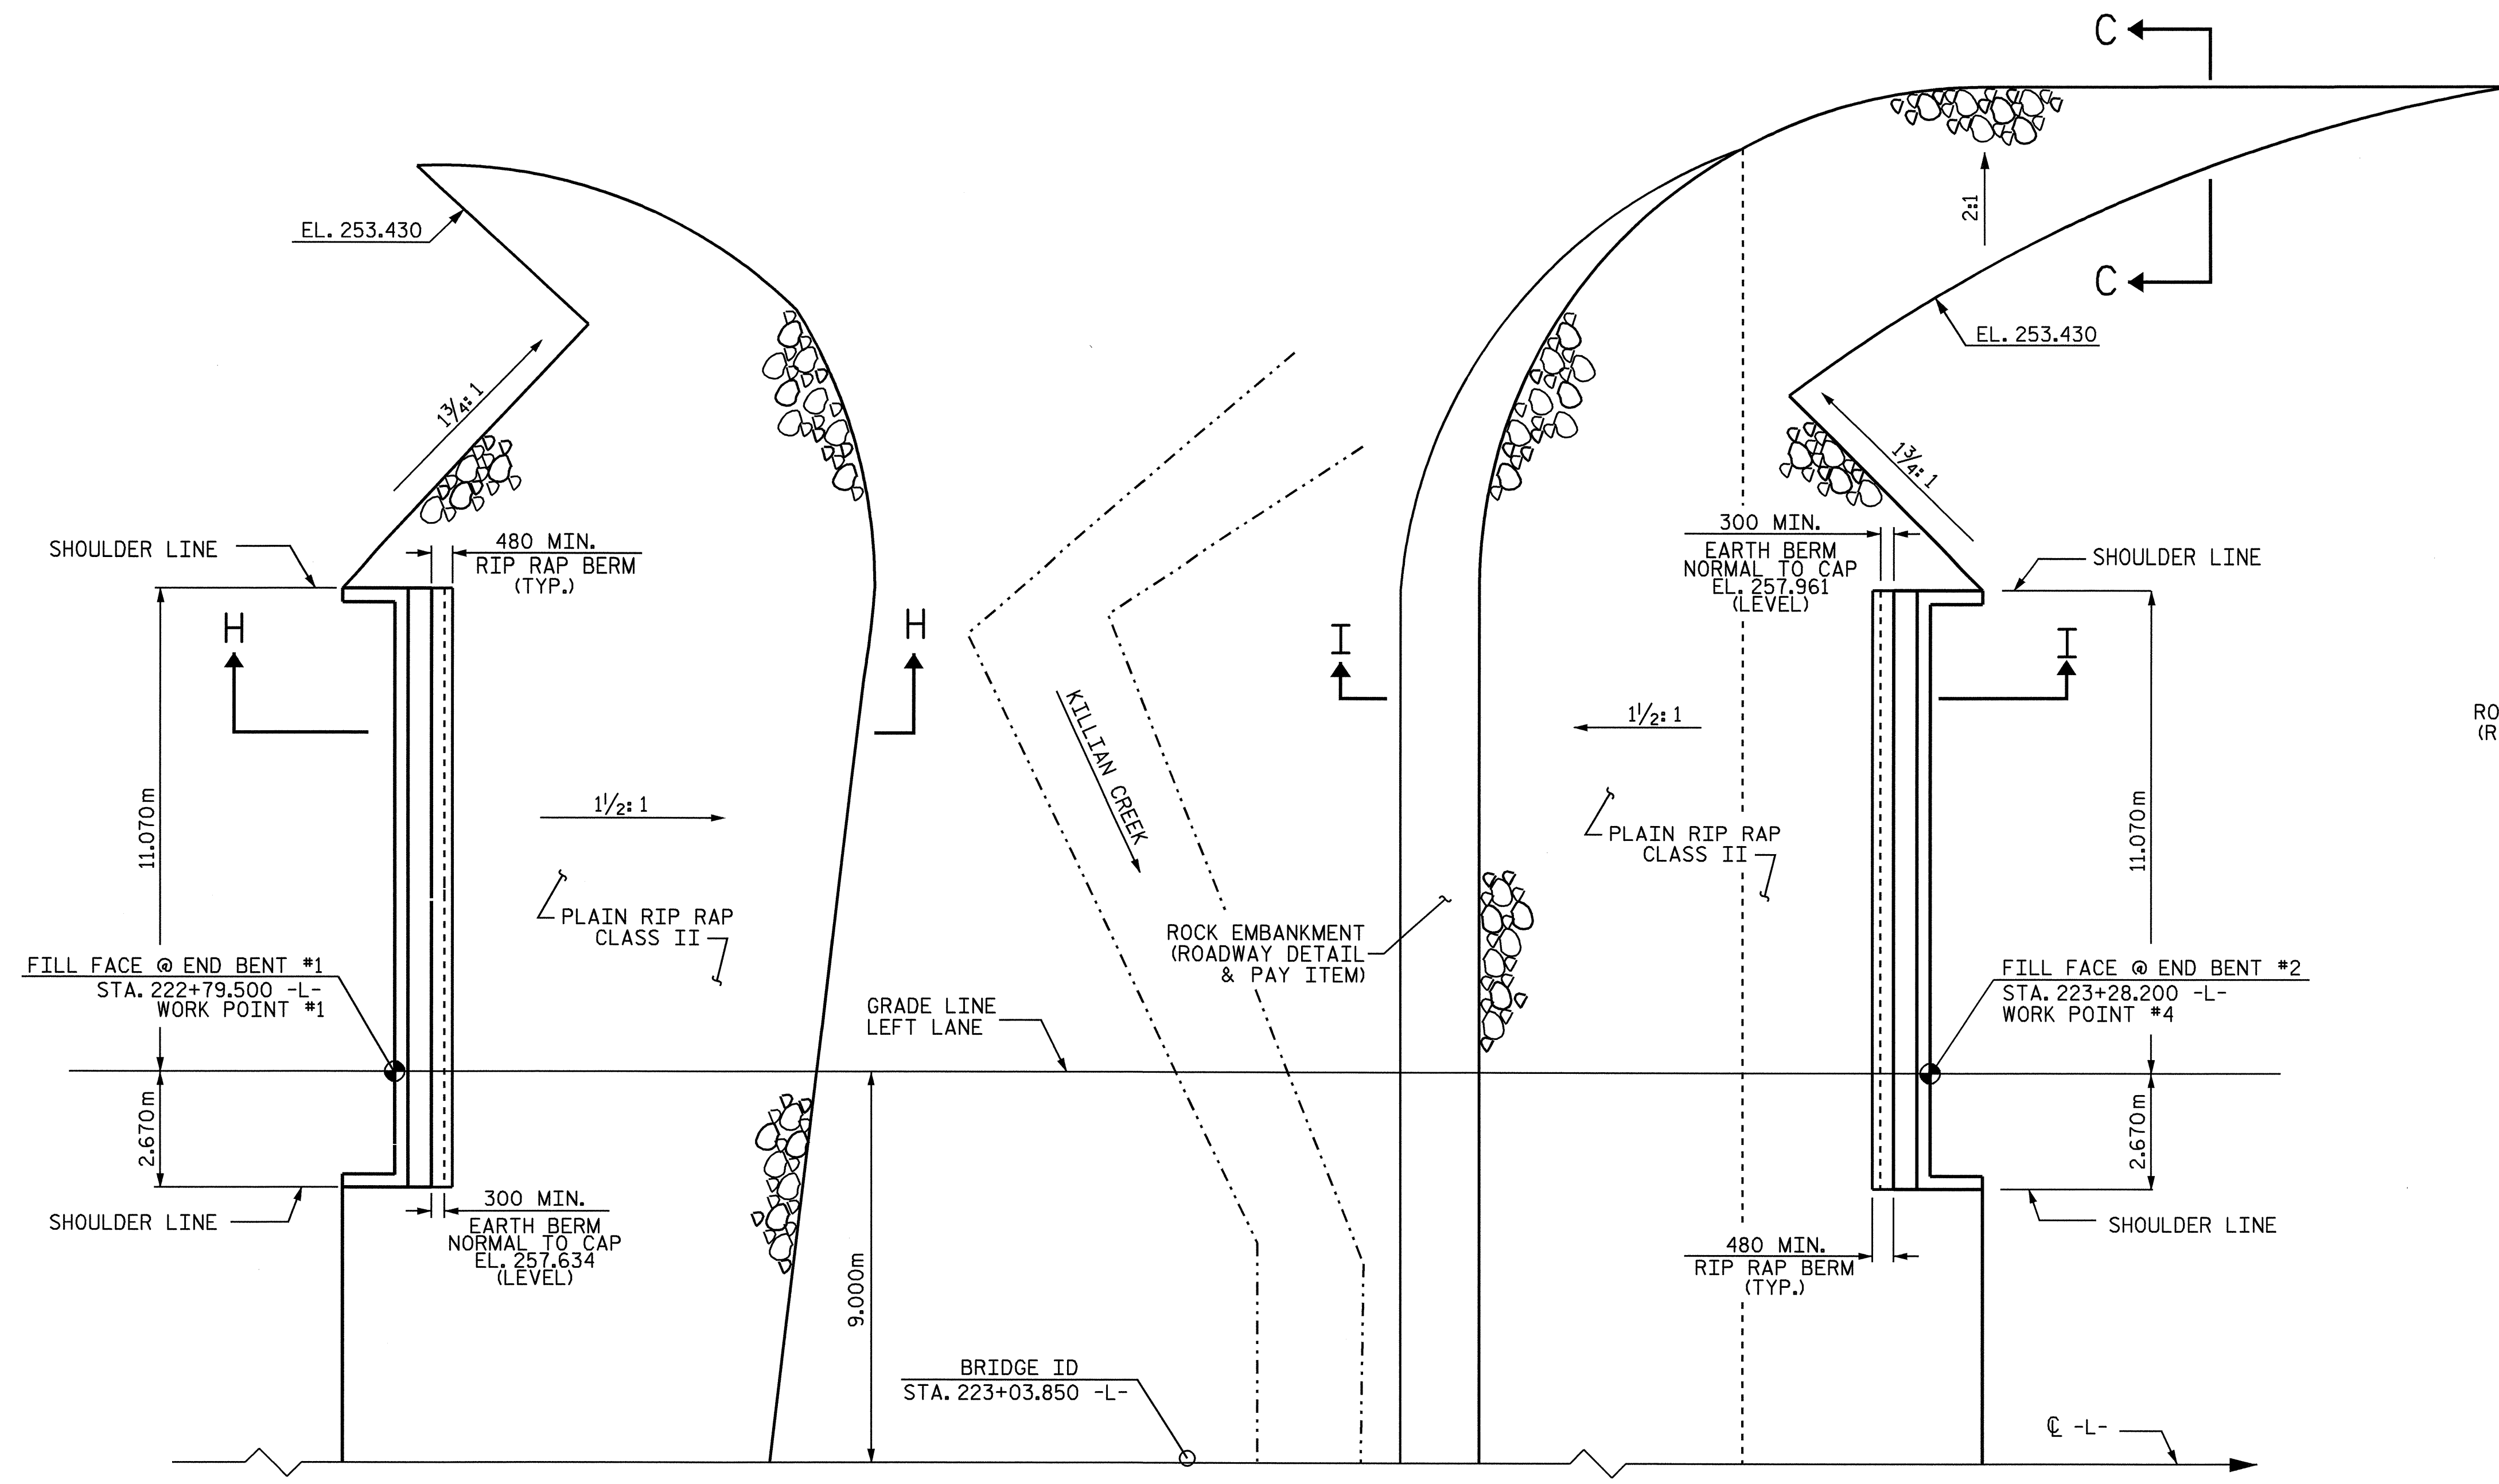 C
EL. 253.430
2:1
C
EL. 253.430
1¾:1
1¾:1
SHOULDER LINE
480 MIN.
RIP RAP BERM
(TYP.)
300 MIN.
EARTH BERM
NORMAL TO CAP
EL. 257.961
(LEVEL)
SHOULDER LINE
H
H
I
I
KILLIAN CREEK
RO
(R
1½:1
1½:1
11.070m
11.070m
PLAIN RIP RAP
CLASS II
PLAIN RIP RAP
CLASS II
ROCK EMBANKMENT
(ROADWAY DETAIL
& PAY ITEM)
FILL FACE @ END BENT #1
STA. 222+79.500 -L-
WORK POINT #1
FILL FACE @ END BENT #2
STA. 223+28.200 -L-
WORK POINT #4
GRADE LINE
LEFT LANE
2.670m
2.670m
SHOULDER LINE
300 MIN.
EARTH BERM
NORMAL TO CAP
EL. 257.634
(LEVEL)
9.000m
480 MIN.
RIP RAP BERM
(TYP.)
SHOULDER LINE
BRIDGE ID
STA. 223+03.850 -L-
℄ -L-